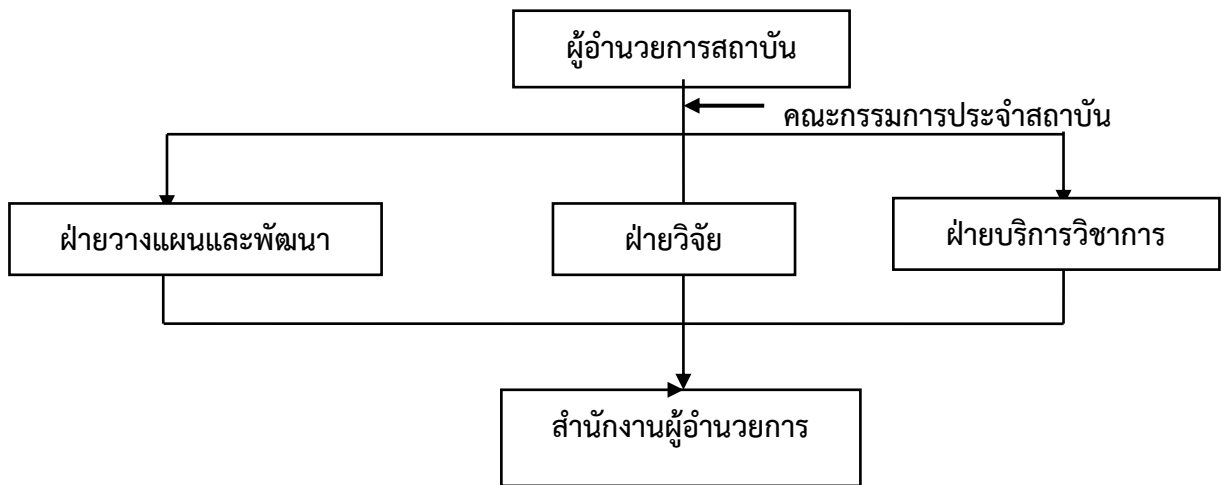 ผู้อำนวยการสถาบัน
คณะกรรมการประจำสถาบัน
ฝ่ายวางแผนและพัฒนา
ฝ่ายวิจัย
ฝ่ายบริการวิชาการ
สำนักงานผู้อำนวยการ